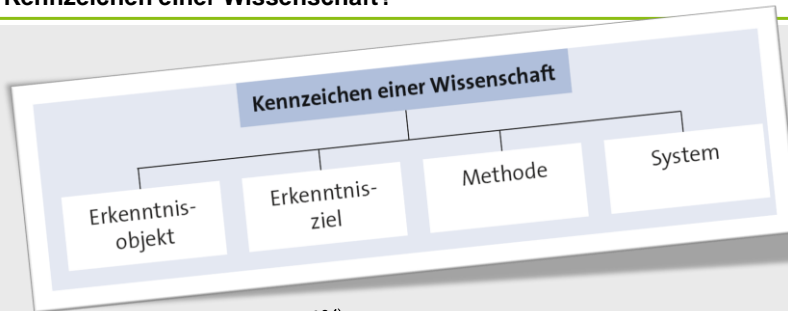 Kennzeichen einer Wissenschaft?
Kennzeichen einer Wissenschaft
Erkenntnis-
objekt
Erkenntnis-
ziel
Methode
System